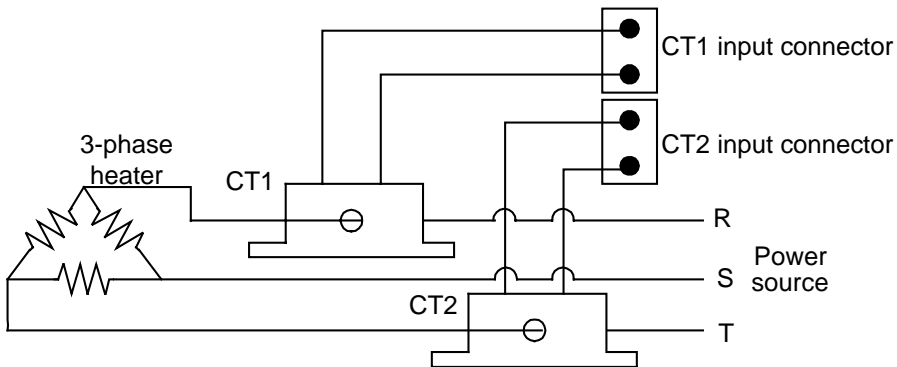 CT1 input connector
CT2 input connector
3-phase
heater
CT1
R
S
Power
source
CT2
T